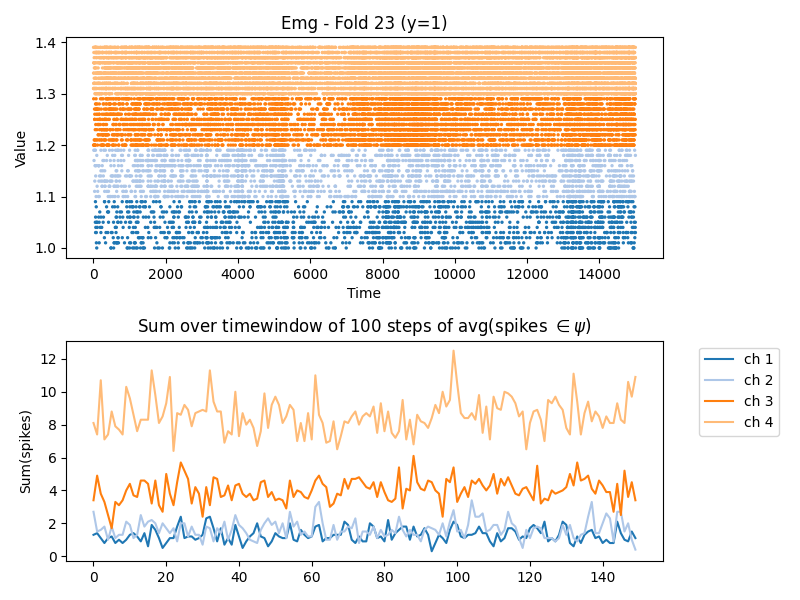 Emg - Fold 23 (y=1)
1.4
1.3
1.2
1.1
1.0
Value
0 2000 4000 6000 8000 10000 12000 14000
Time
Sum over timewindow of 100 steps of avg(spikes ∈ ψ)
12
10
8
6
4
2
0
Sum(spikes)
0 20 40 60 80 100 120 140
ch 1
ch 2
ch 3
ch 4